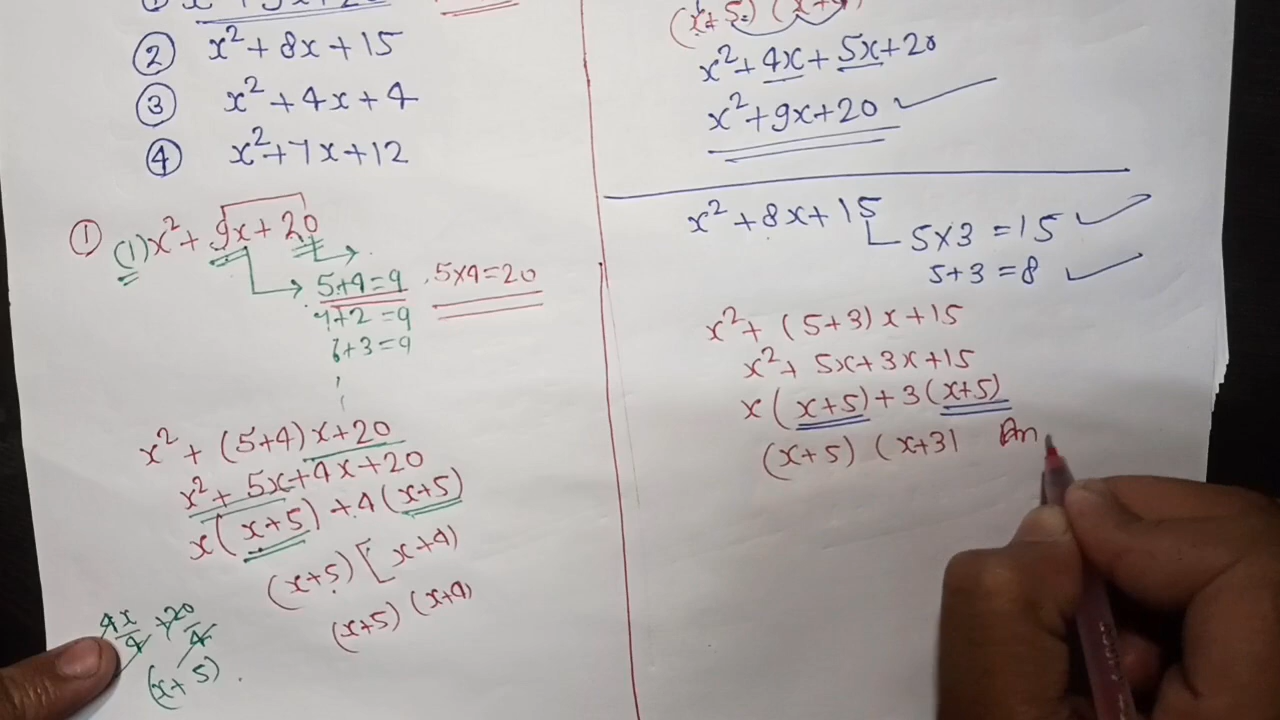 ② x² + 8x + 15
③ x² + 4x + 4
④ x² + 7x + 12
① (1)x² + 9x + 20
5+4=9 , 5×4=20
7+2=9
6+3=9
x² + (5+4)x+20
x² + 5x+4x+20
x(x+5) + 4(x+5)
(x+5)[x+4)
(x+5) (x+4)
4x/4 + 20/4
(x+5)
(x+5) (x+4)
x² + 4x + 5x + 20
x² + 9x + 20
x² + 8x + 15
5×3 = 15
5+3 = 8
x² + (5+3)x + 15
x² + 5x + 3x + 15
x(x+5) + 3(x+5)
(x+5) (x+3) An